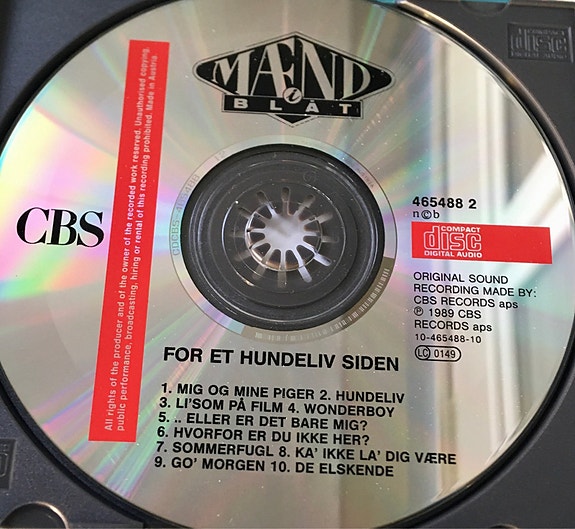 MÆND
i
BLÅT
disc
All rights of the producer and of the owner of the recorded work reserved. Unauthorised copying,
public performance, broadcasting, hiring or rental of this recording prohibited. Made in Austria.
CBS
465488 2
n©b
COMPACT
disc
DIGITAL AUDIO
ORIGINAL SOUND
RECORDING MADE BY:
CBS RECORDS aps
℗ 1989 CBS
RECORDS aps
10-465488-10
LC 0149
FOR ET HUNDELIV SIDEN
1. MIG OG MINE PIGER 2. HUNDELIV
3. LI'SOM PÅ FILM 4. WONDERBOY
5. .. ELLER ER DET BARE MIG?
6. HVORFOR ER DU IKKE HER?
7. SOMMERFUGL 8. KA' IKKE LA' DIG VÆRE
9. GO' MORGEN 10. DE ELSKENDE